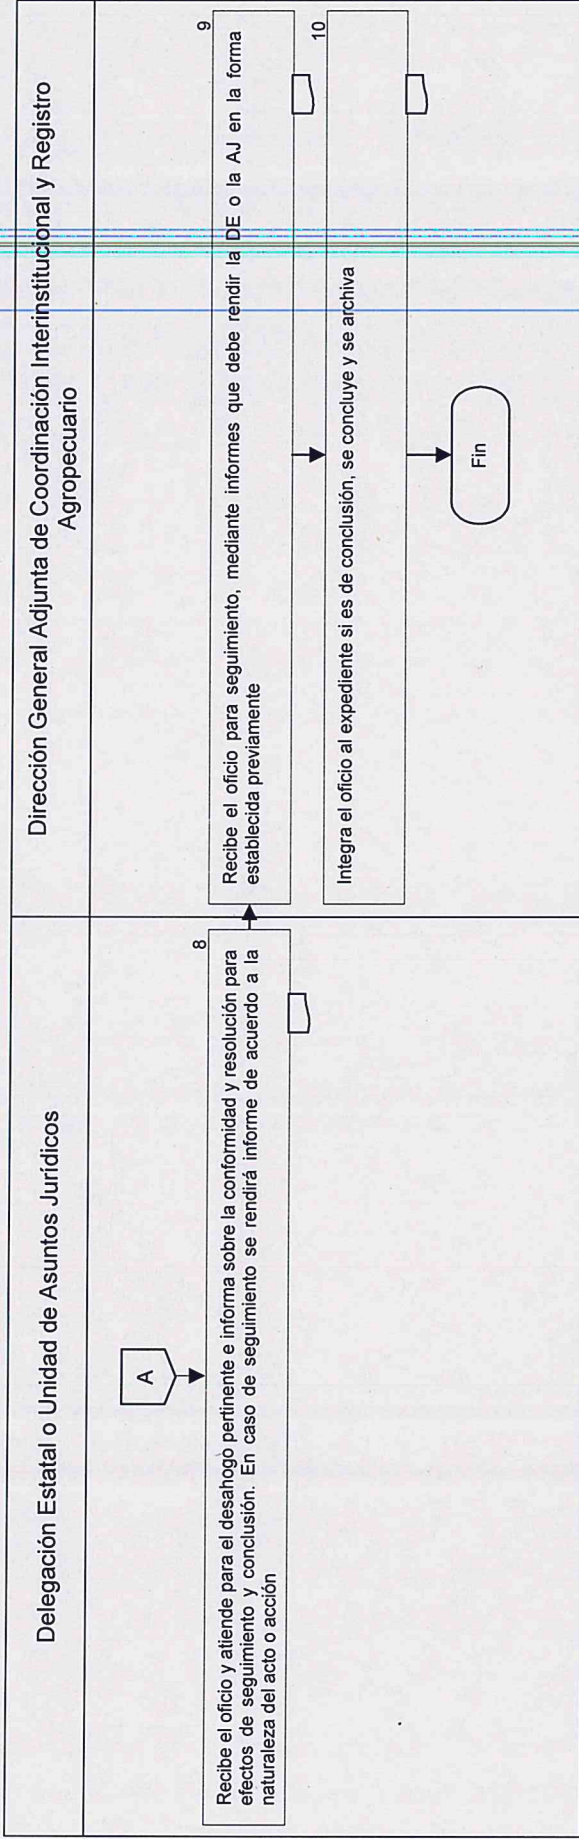 Delegación Estatal o Unidad de Asuntos Jurídicos
A
8
Recibe el oficio y atiende para el desahogo pertinente e informa sobre la conformidad y resolución para
efectos de seguimiento y conclusión. En caso de seguimiento se rendirá informe de acuerdo a la
naturaleza del acto o acción
Dirección General Adjunta de Coordinación Interinstitucional y Registro
Agropecuario
9
Recibe el oficio para seguimiento, mediante informes que debe rendir la DE o la AJ en la forma
establecida previamente
10
Integra el oficio al expediente si es de conclusión, se concluye y se archiva
Fin